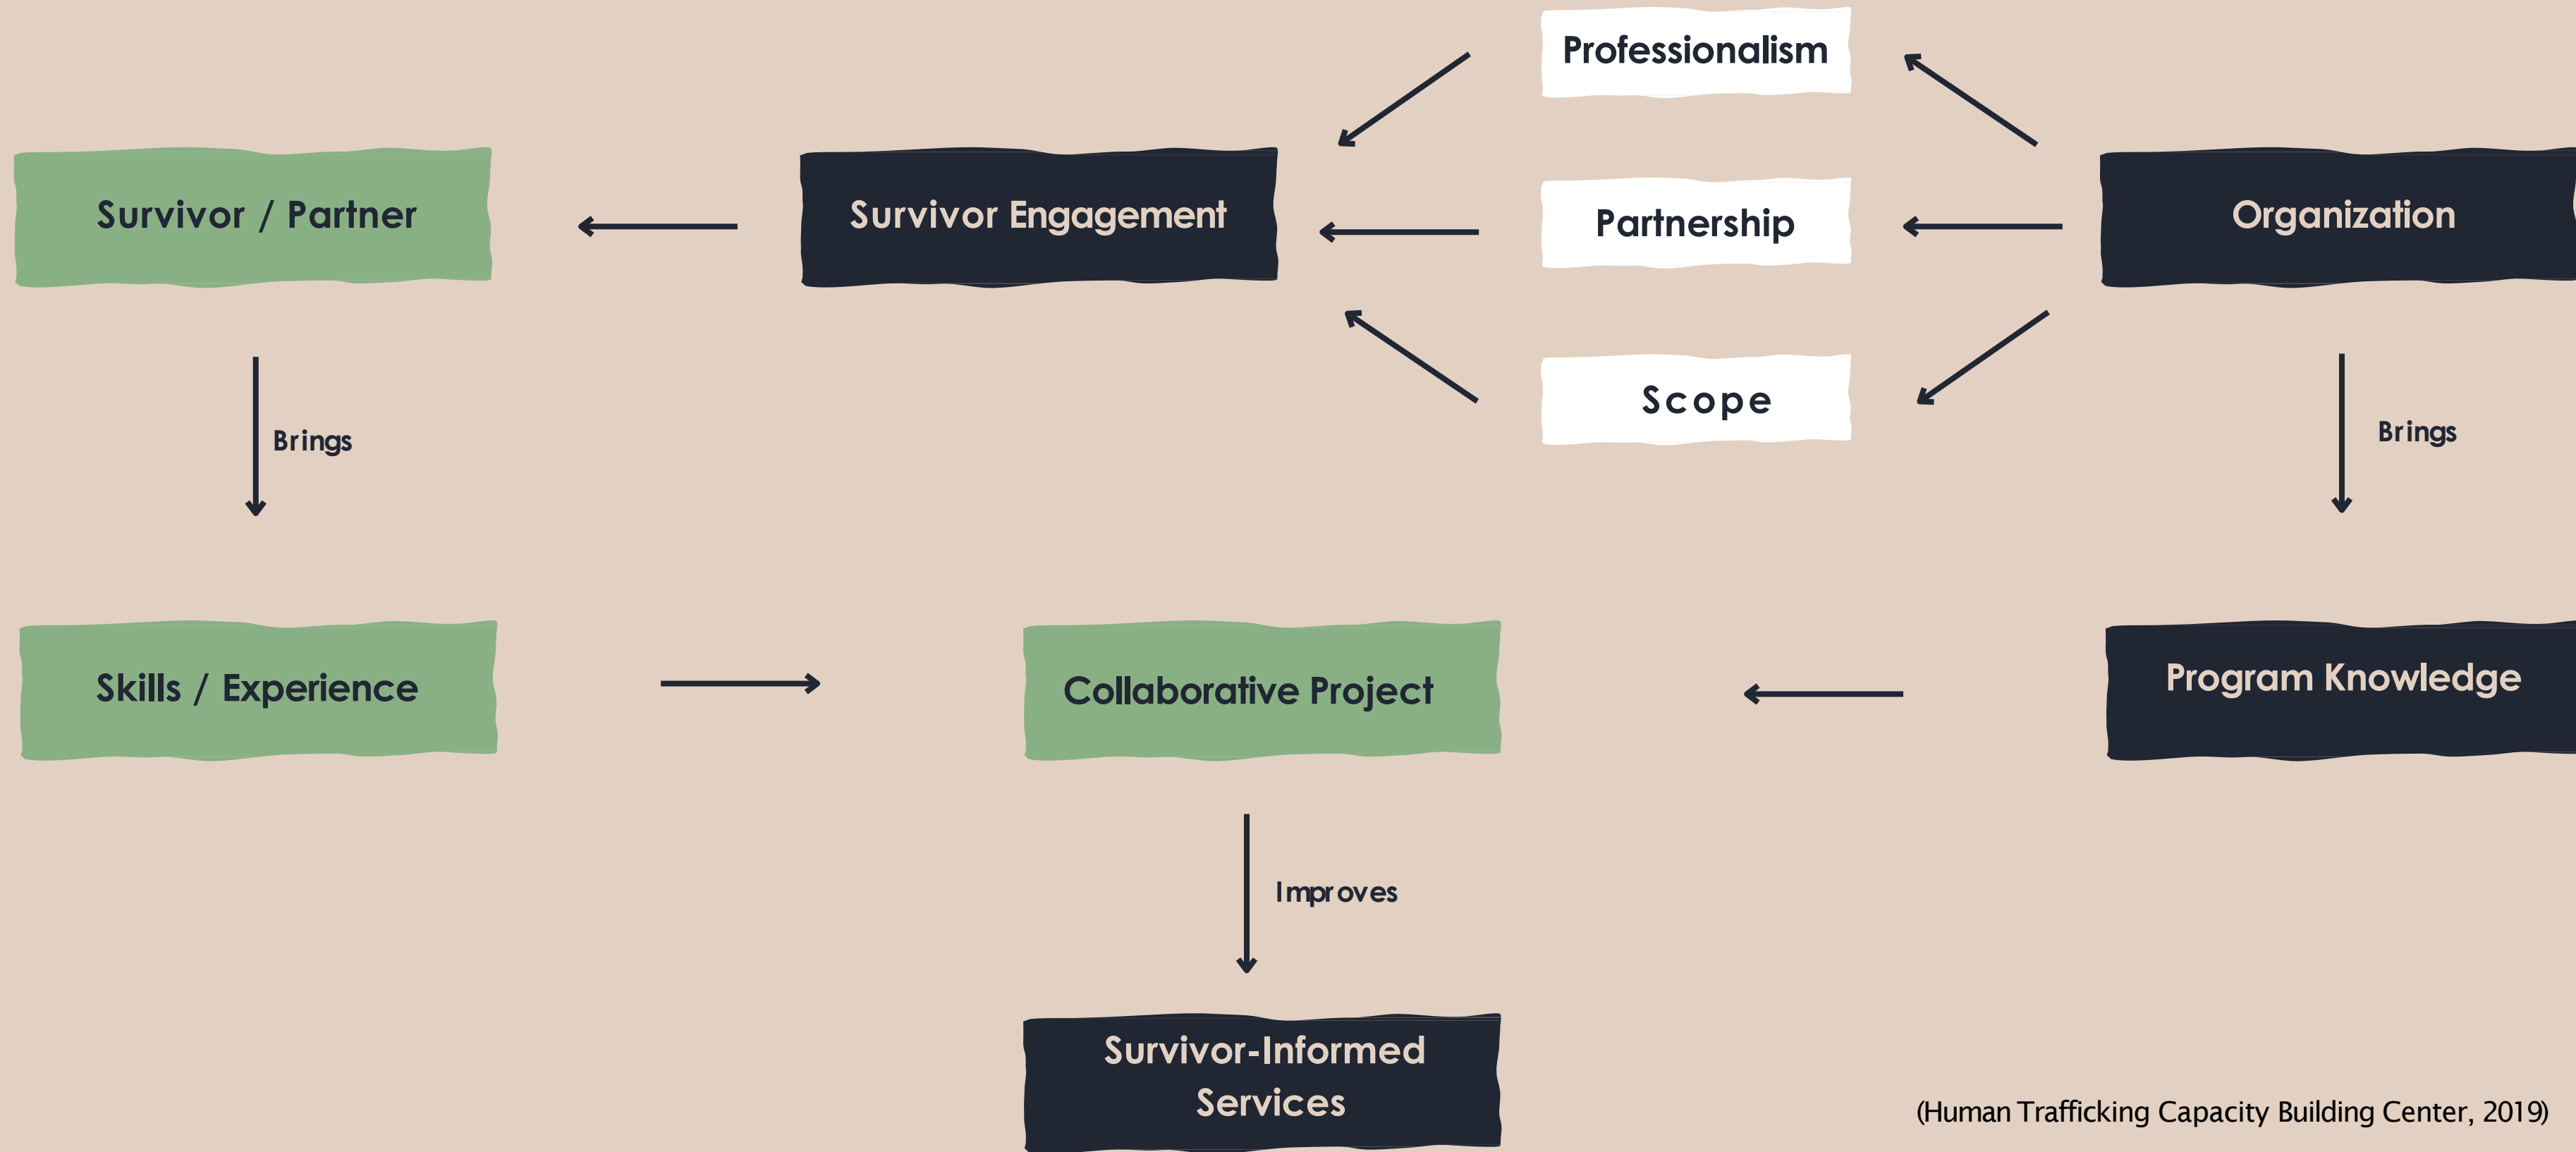 Professionalism
Survivor / Partner
Survivor Engagement
Partnership
Organization
Scope
Brings
Brings
Skills / Experience
Collaborative Project
Program Knowledge
Improves
Survivor-Informed
Services
(Human Trafficking Capacity Building Center, 2019)